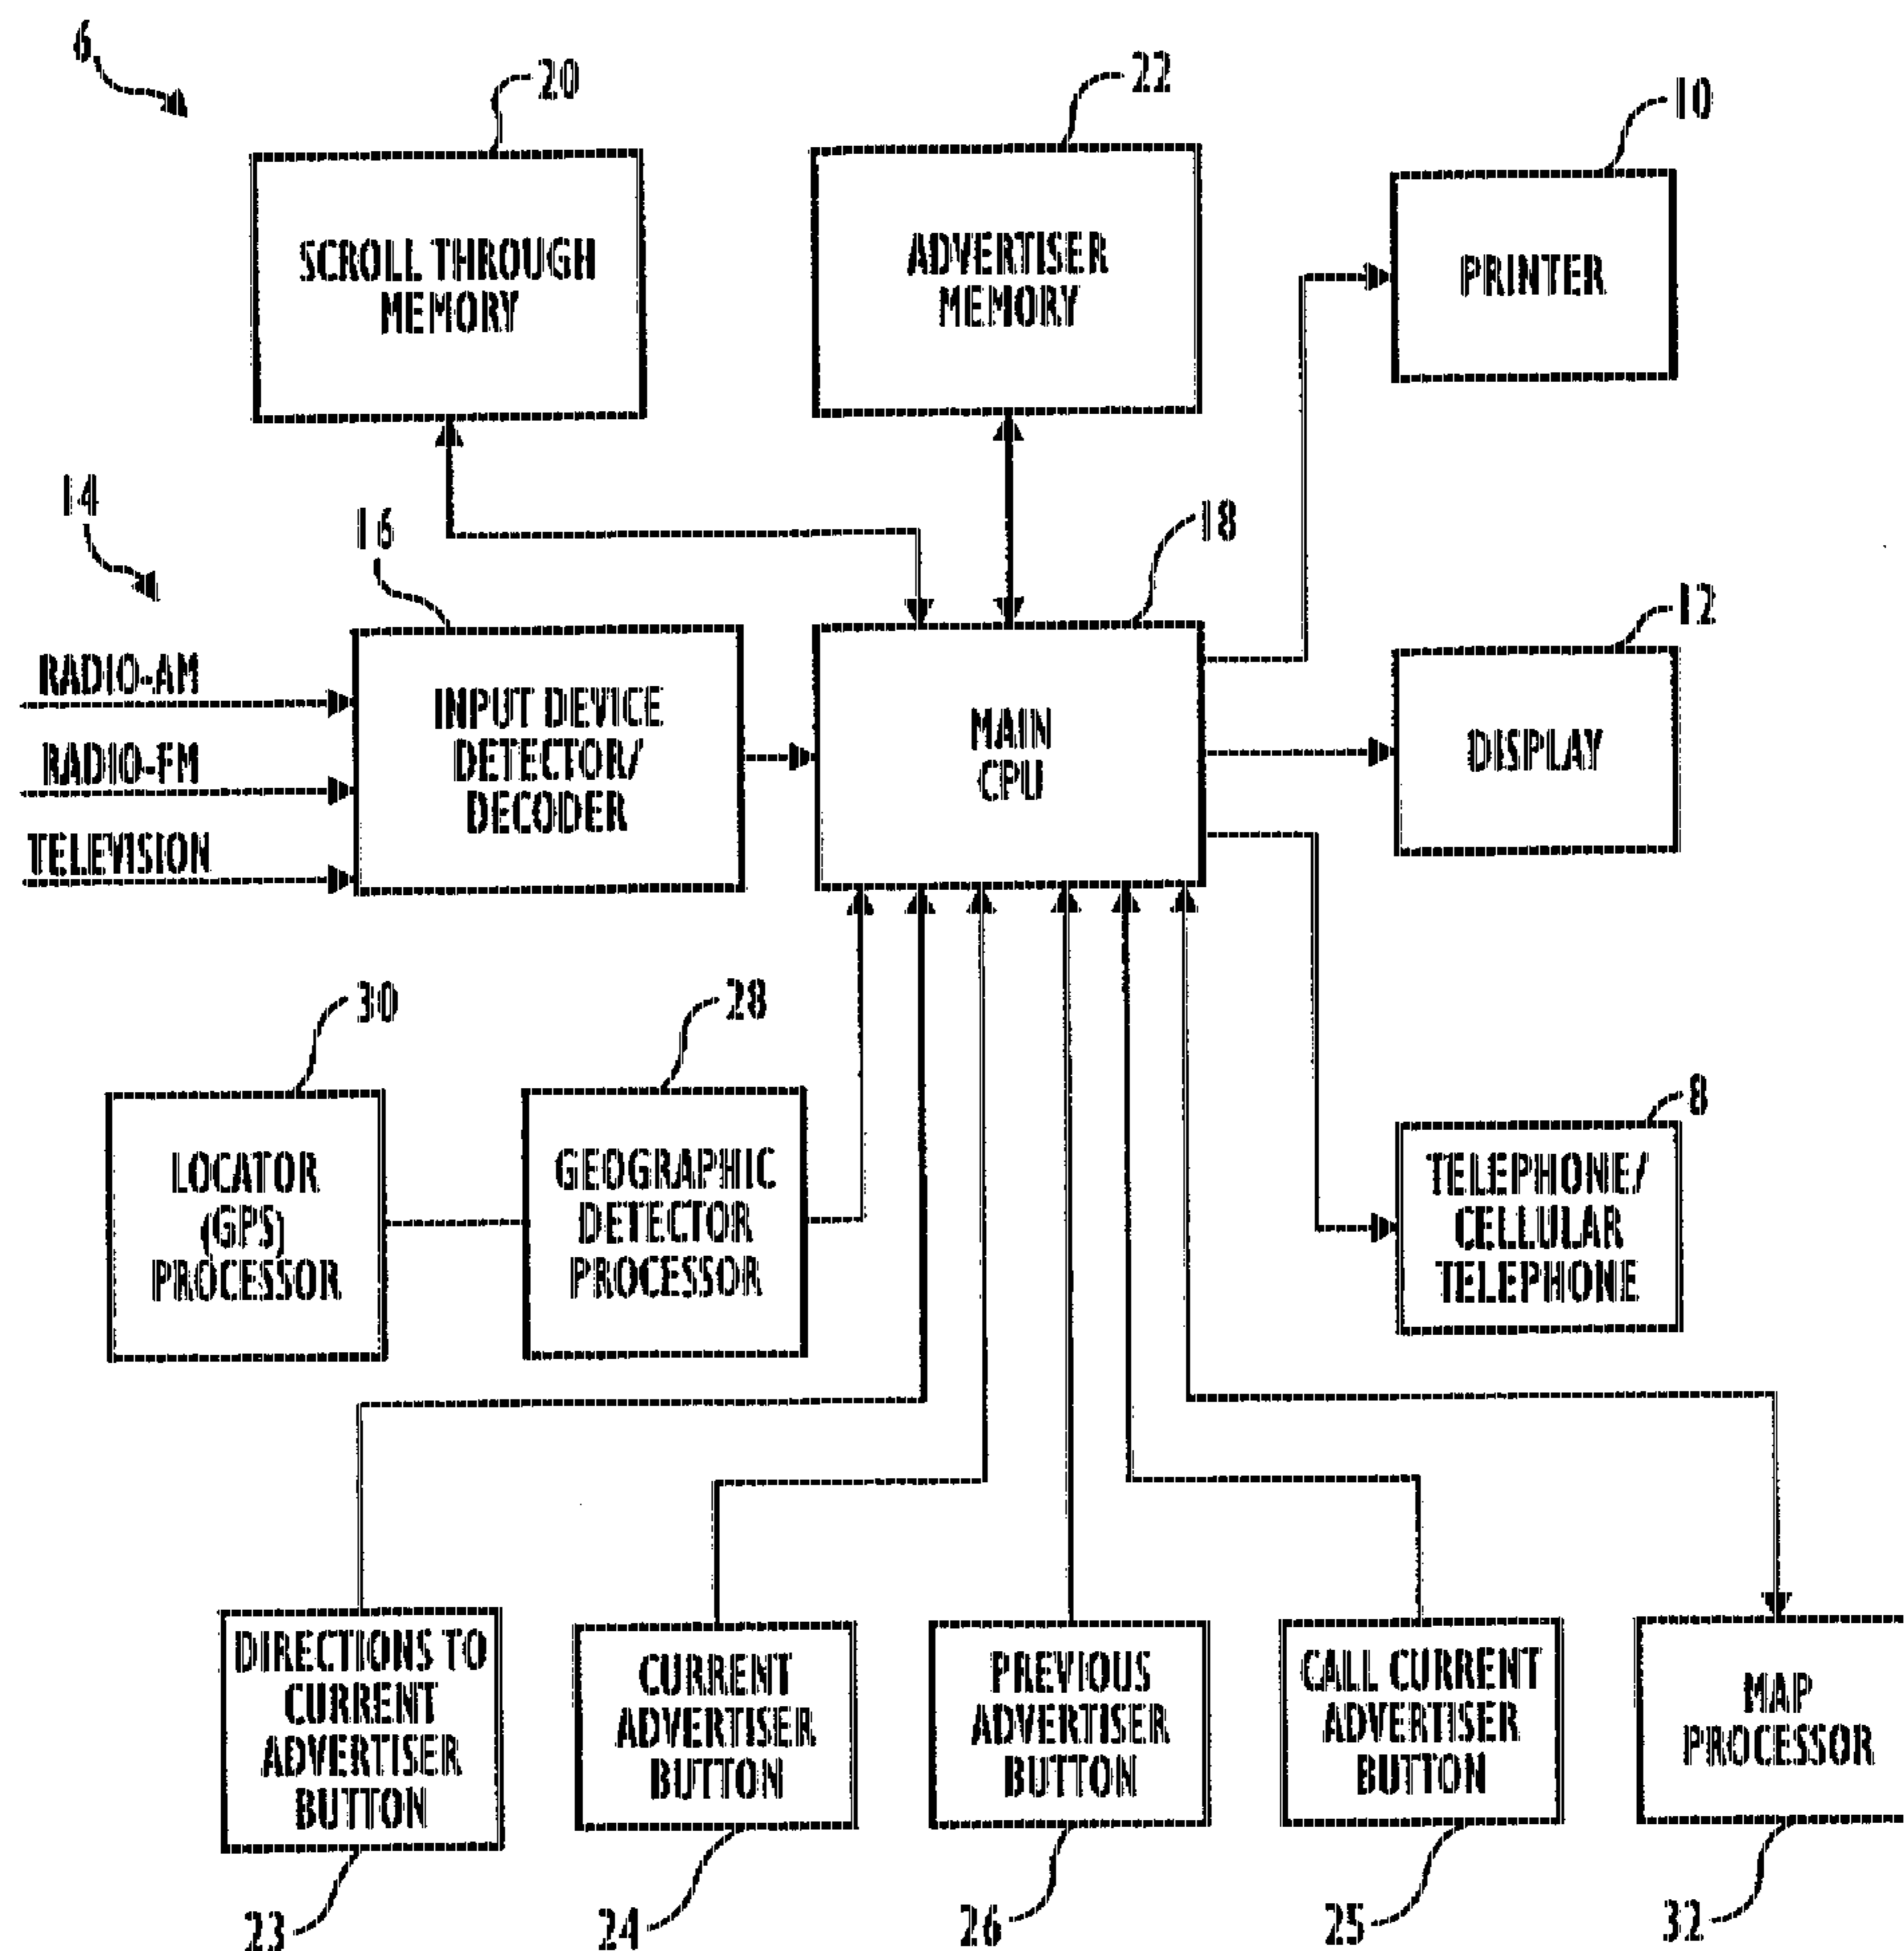 6
20
22
10
SCROLL THROUGH
MEMORY
ADVERTISER
MEMORY
PRINTER
14
16
18
12
RADIO-AM
RADIO-FM
TELEVISION
INPUT DEVICE
DETECTOR/
DECODER
MAIN
CPU
DISPLAY
30
28
8
LOCATOR
(GPS)
PROCESSOR
GEOGRAPHIC
DETECTOR
PROCESSOR
TELEPHONE/
CELLULAR
TELEPHONE
DIRECTIONS TO
CURRENT
ADVERTISER
BUTTON
CURRENT
ADVERTISER
BUTTON
PREVIOUS
ADVERTISER
BUTTON
CALL CURRENT
ADVERTISER
BUTTON
MAP
PROCESSOR
23
24
26
25
32